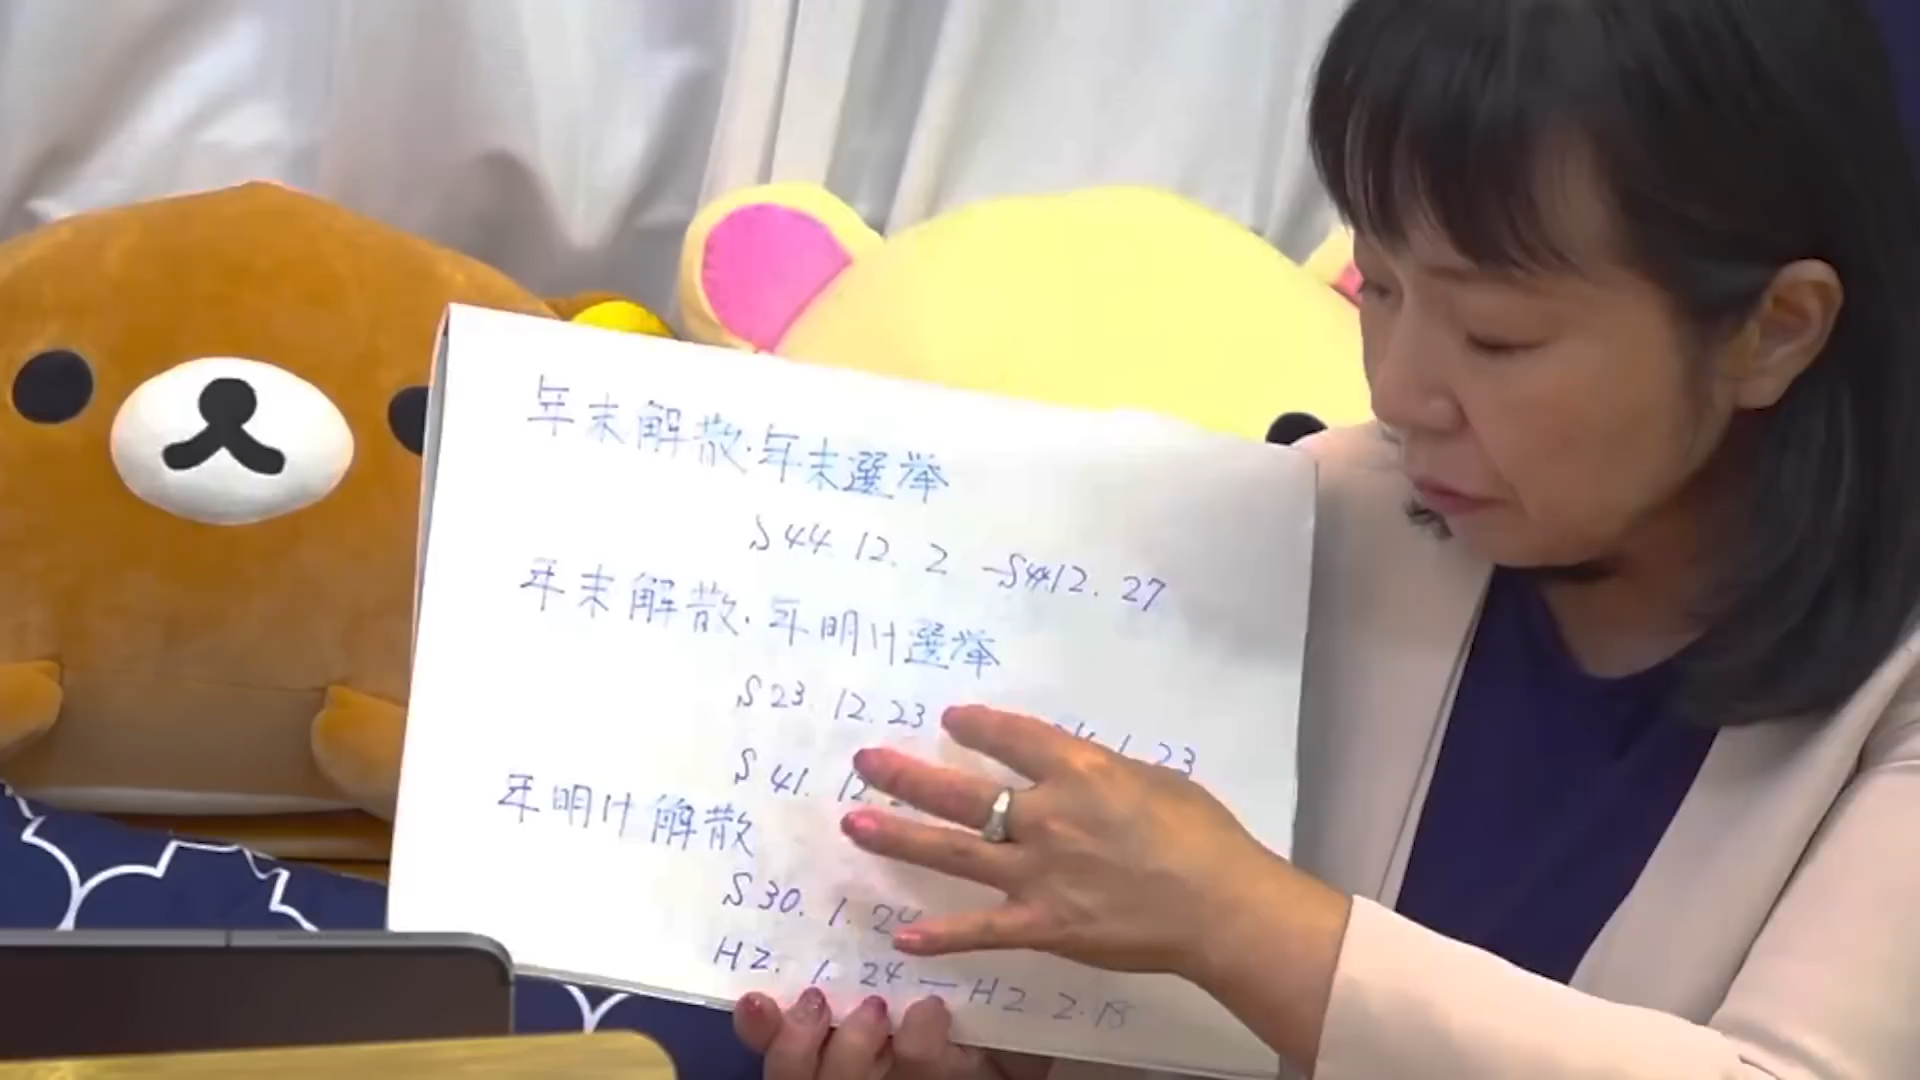 年末解散・年末選挙
S44.12.2 -S44.12.27
年末解散・年明け選挙
S23.12.23 1.23
S41.12.
年明け解散
S30.1.24
H2.1.24-H2 2.18